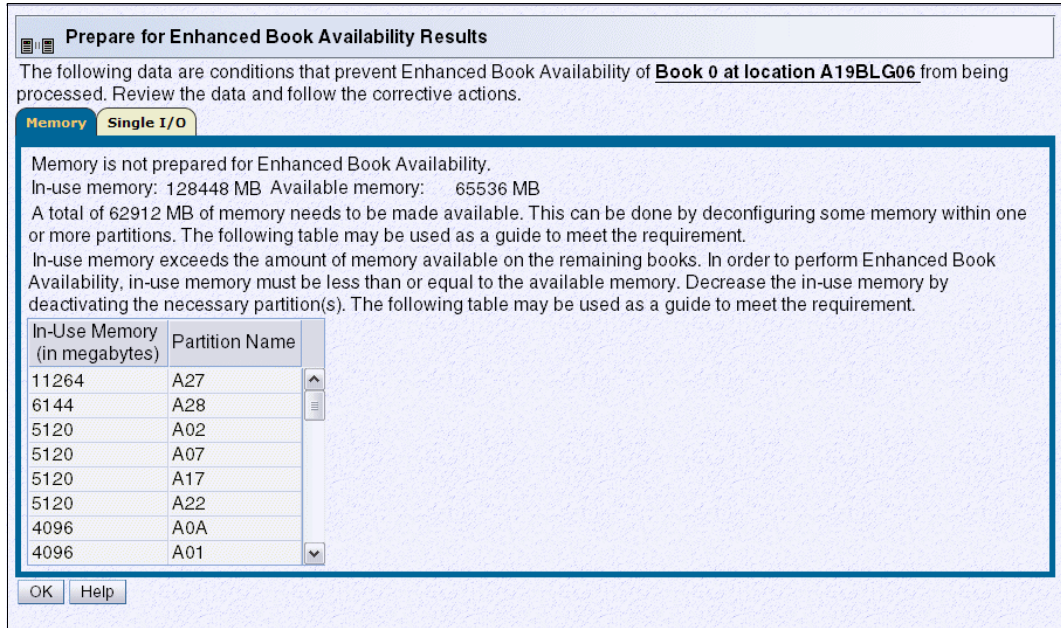 Prepare for Enhanced Book Availability Results
The following data are conditions that prevent Enhanced Book Availability of Book 0 at location A19BLG06 from being
processed. Review the data and follow the corrective actions.
Memory Single I/O
Memory is not prepared for Enhanced Book Availability.
In-use memory: 128448 MB Available memory: 65536 MB
A total of 62912 MB of memory needs to be made available. This can be done by deconfiguring some memory within one
or more partitions. The following table may be used as a guide to meet the requirement.
In-use memory exceeds the amount of memory available on the remaining books. In order to perform Enhanced Book
Availability, in-use memory must be less than or equal to the available memory. Decrease the in-use memory by
deactivating the necessary partition(s). The following table may be used as a guide to meet the requirement.
In-Use Memory
(in megabytes) Partition Name
11264 A27
6144 A28
5120 A02
5120 A07
5120 A17
5120 A22
4096 A0A
4096 A01
OK Help